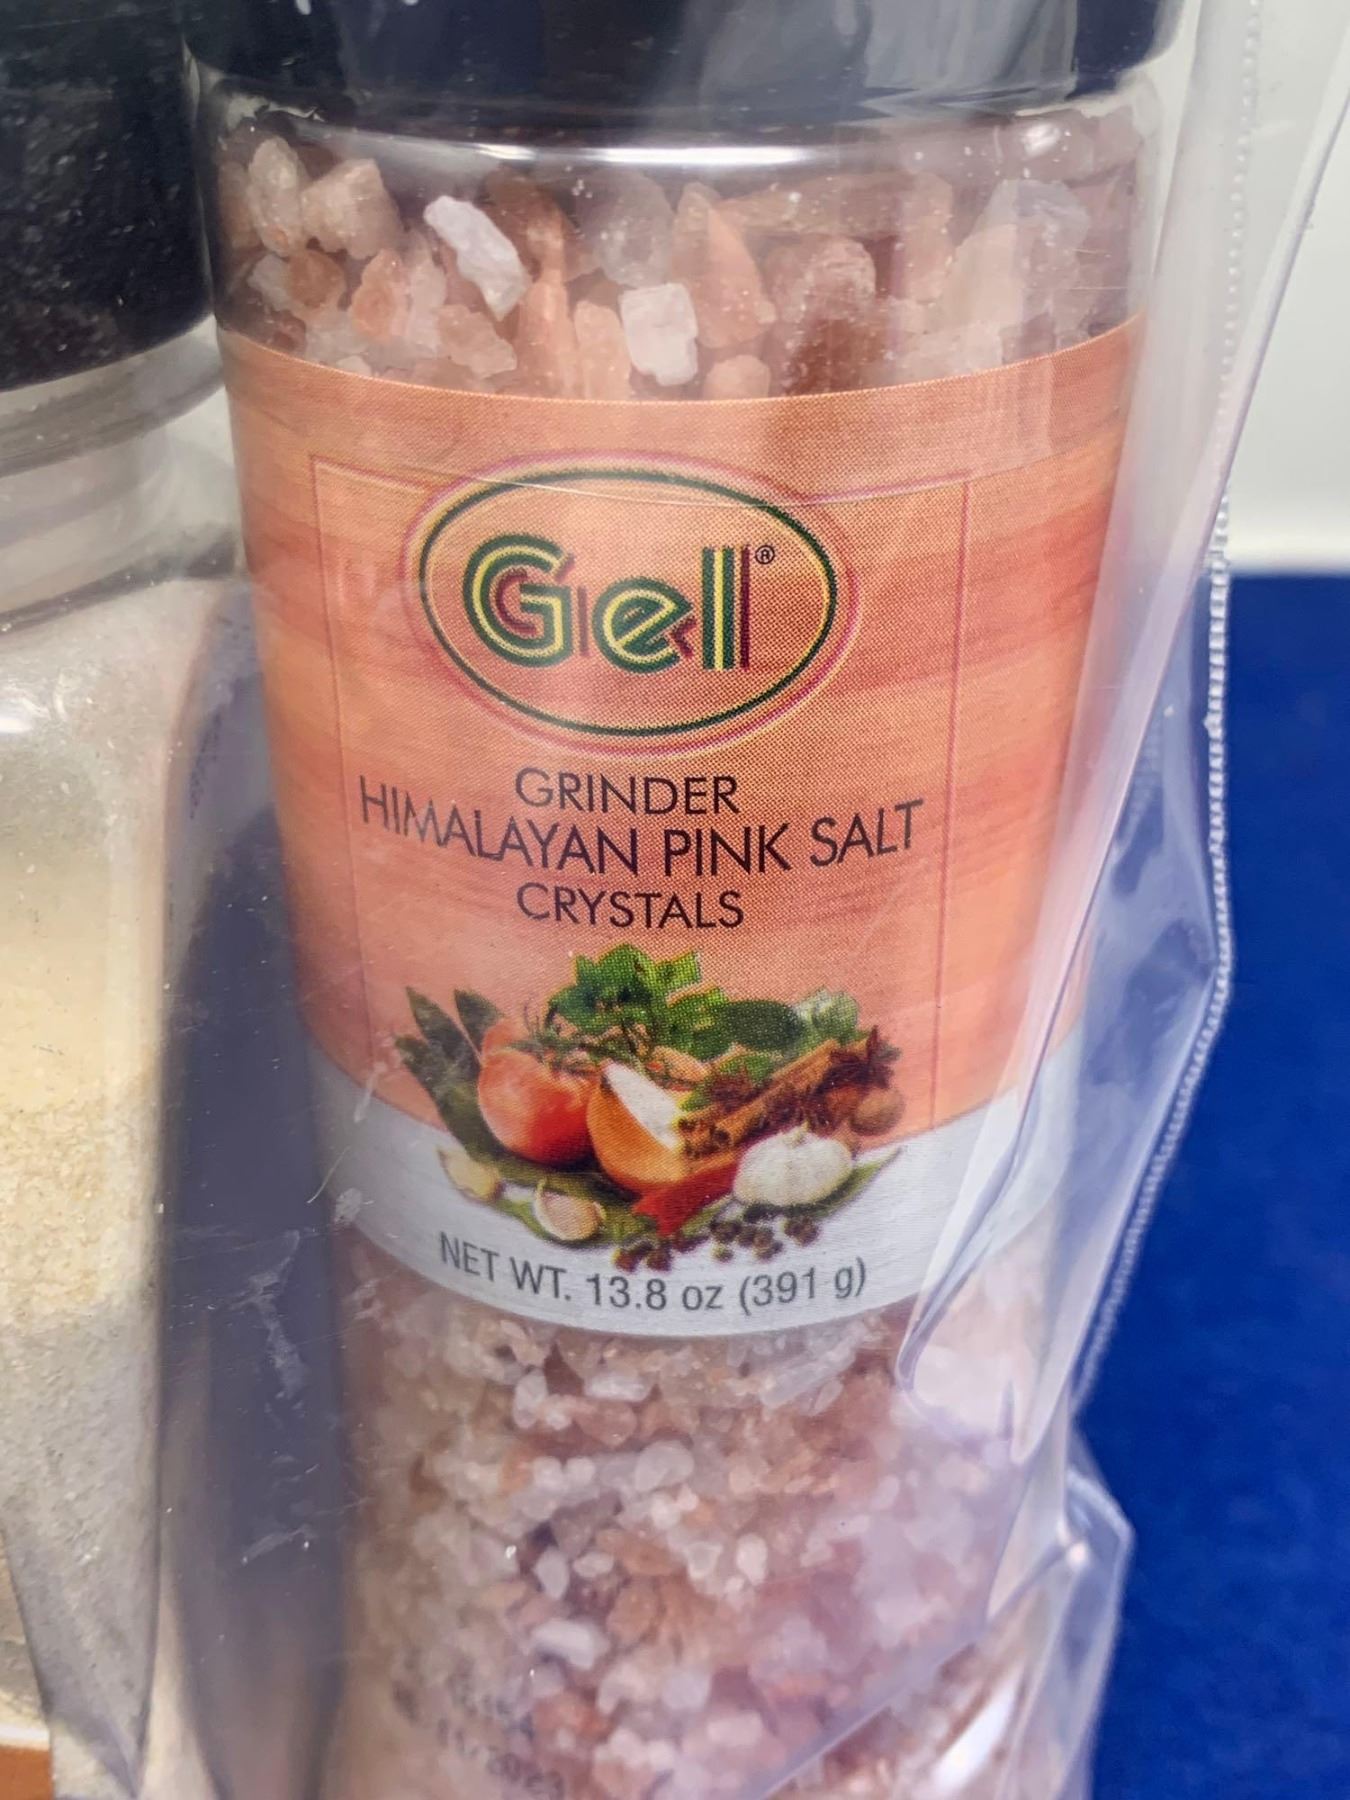 Gel®
GRINDER
HIMALAYAN PINK SALT
CRYSTALS
NET WT. 13.8 oz (391 g)